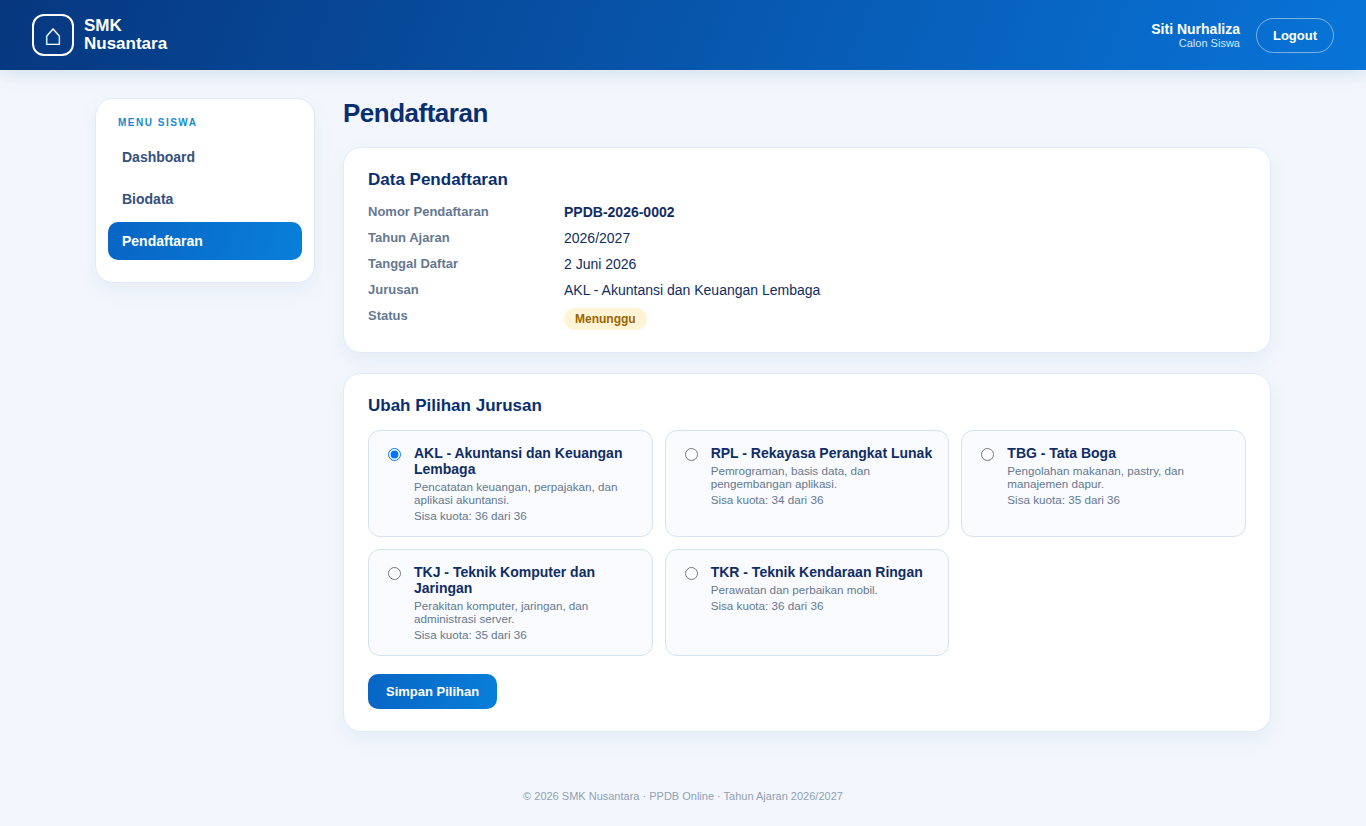 SMK
Nusantara
Siti Nurhaliza
Calon Siswa
Logout
MENU SISWA
Dashboard
Biodata
Pendaftaran
Pendaftaran
Data Pendaftaran
Nomor Pendaftaran PPDB-2026-0002
Tahun Ajaran 2026/2027
Tanggal Daftar 2 Juni 2026
Jurusan AKL - Akuntansi dan Keuangan Lembaga
Status Menunggu
Ubah Pilihan Jurusan
AKL - Akuntansi dan Keuangan
Lembaga
Pencatatan keuangan, perpajakan, dan
aplikasi akuntansi.
Sisa kuota: 36 dari 36
RPL - Rekayasa Perangkat Lunak
Pemrograman, basis data, dan
pengembangan aplikasi.
Sisa kuota: 34 dari 36
TBG - Tata Boga
Pengolahan makanan, pastry, dan
manajemen dapur.
Sisa kuota: 35 dari 36
TKJ - Teknik Komputer dan
Jaringan
Perakitan komputer, jaringan, dan
administrasi server.
Sisa kuota: 35 dari 36
TKR - Teknik Kendaraan Ringan
Perawatan dan perbaikan mobil.
Sisa kuota: 36 dari 36
Simpan Pilihan
© 2026 SMK Nusantara · PPDB Online · Tahun Ajaran 2026/2027